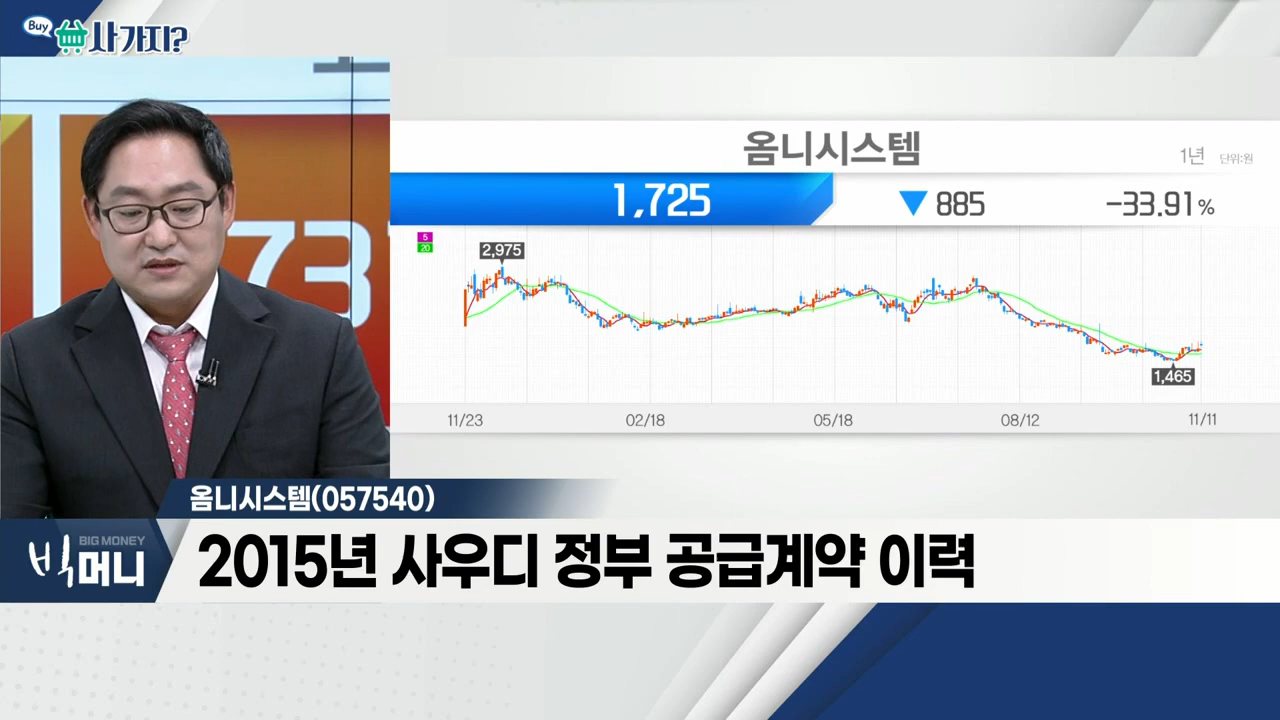 Buy 사가지?
73
옴니시스템
1년 단위:원
1,725 ▼ 885 -33.91%
5
20
2,975
1,465
11/23 02/18 05/18 08/12 11/11
옴니시스템(057540)
BIG MONEY
빅머니
2015년 사우디 정부 공급계약 이력